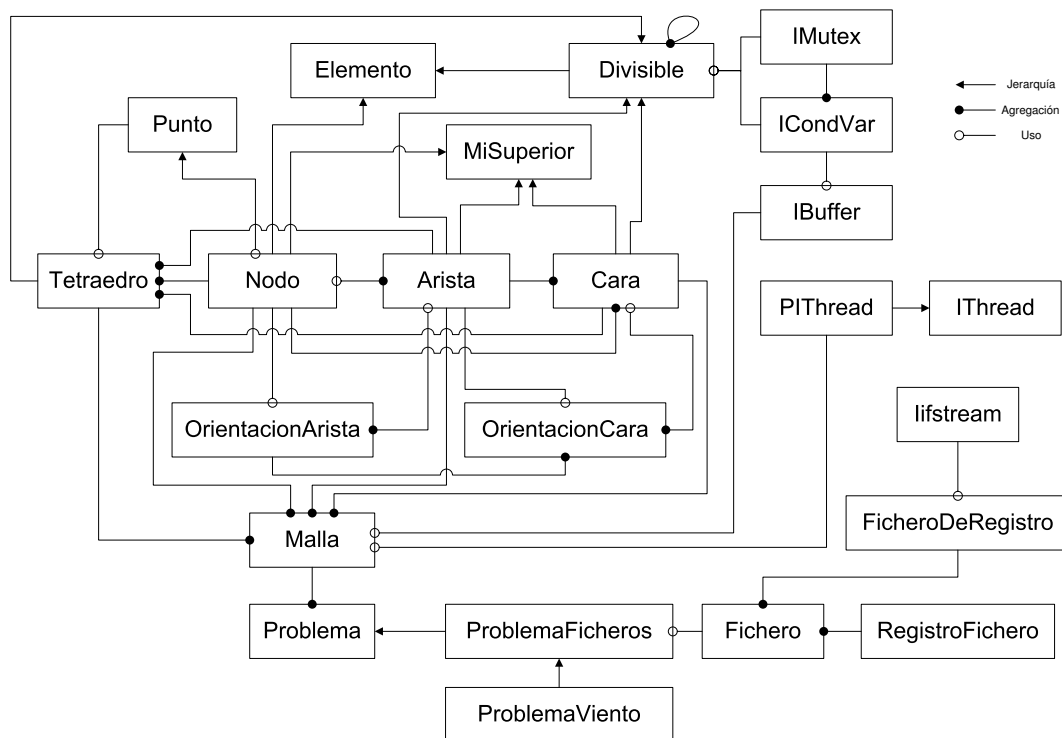 IMutex
Elemento
Divisible
Jerarquía
Agregación
Uso
Punto
ICondVar
MiSuperior
IBuffer
Tetraedro
Nodo
Arista
Cara
PIThread
IThread
OrientacionArista
OrientacionCara
Iifstream
Malla
FicheroDeRegistro
Problema
ProblemaFicheros
Fichero
RegistroFichero
ProblemaViento